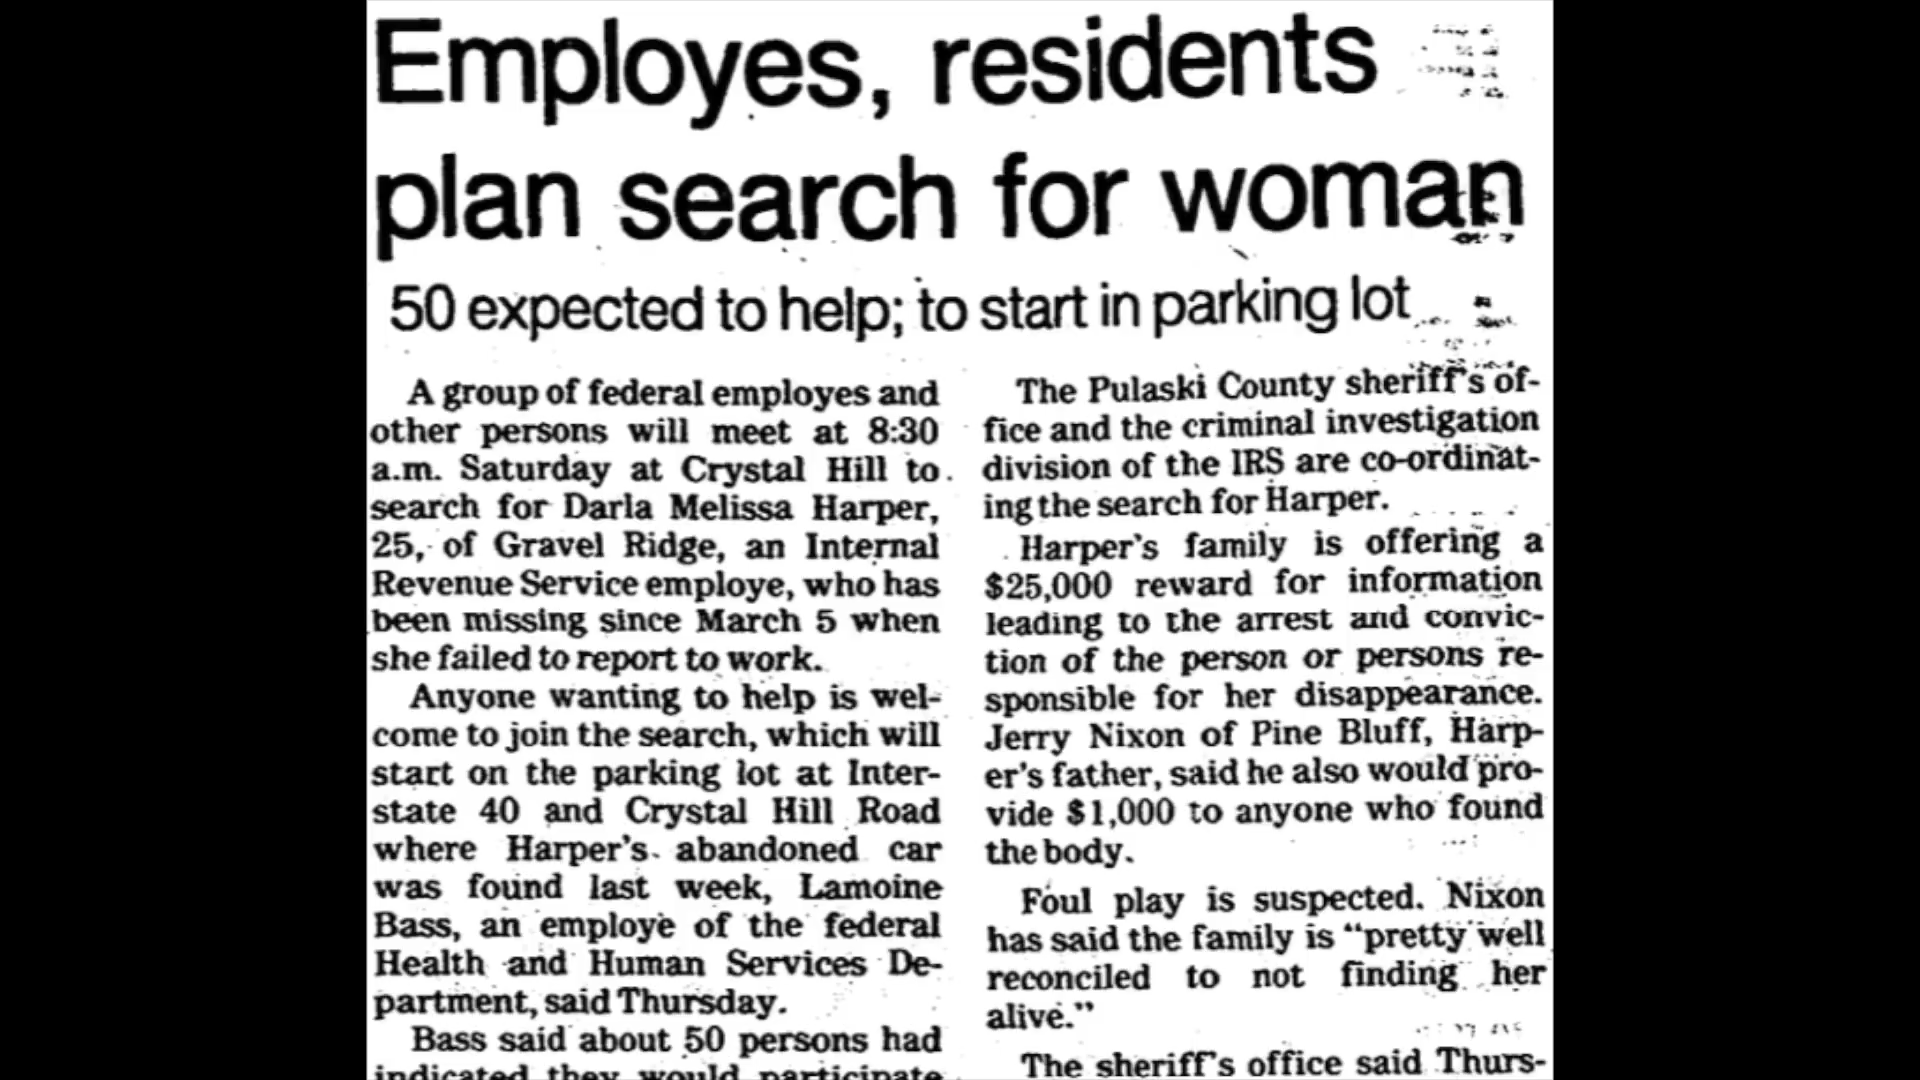 Employes, residents
plan search for woman
50 expected to help; to start in parking lot
A group of federal employes and
other persons will meet at 8:30
a.m. Saturday at Crystal Hill to
search for Darla Melissa Harper,
25, of Gravel Ridge, an Internal
Revenue Service employe, who has
been missing since March 5 when
she failed to report to work.
Anyone wanting to help is wel-
come to join the search, which will
start on the parking lot at Inter-
state 40 and Crystal Hill Road
where Harper's abandoned car
was found last week, Lamoine
Bass, an employe of the federal
Health and Human Services De-
partment, said Thursday.
Bass said about 50 persons had
indicated they would participate
The Pulaski County sheriff's of-
fice and the criminal investigation
division of the IRS are co-ordinat-
ing the search for Harper.
Harper's family is offering a
$25,000 reward for information
leading to the arrest and convic-
tion of the person or persons re-
sponsible for her disappearance.
Jerry Nixon of Pine Bluff, Harp-
er's father, said he also would pro-
vide $1,000 to anyone who found
the body.
Foul play is suspected. Nixon
has said the family is "pretty well
reconciled to not finding her
alive."
The sheriff's office said Thurs-